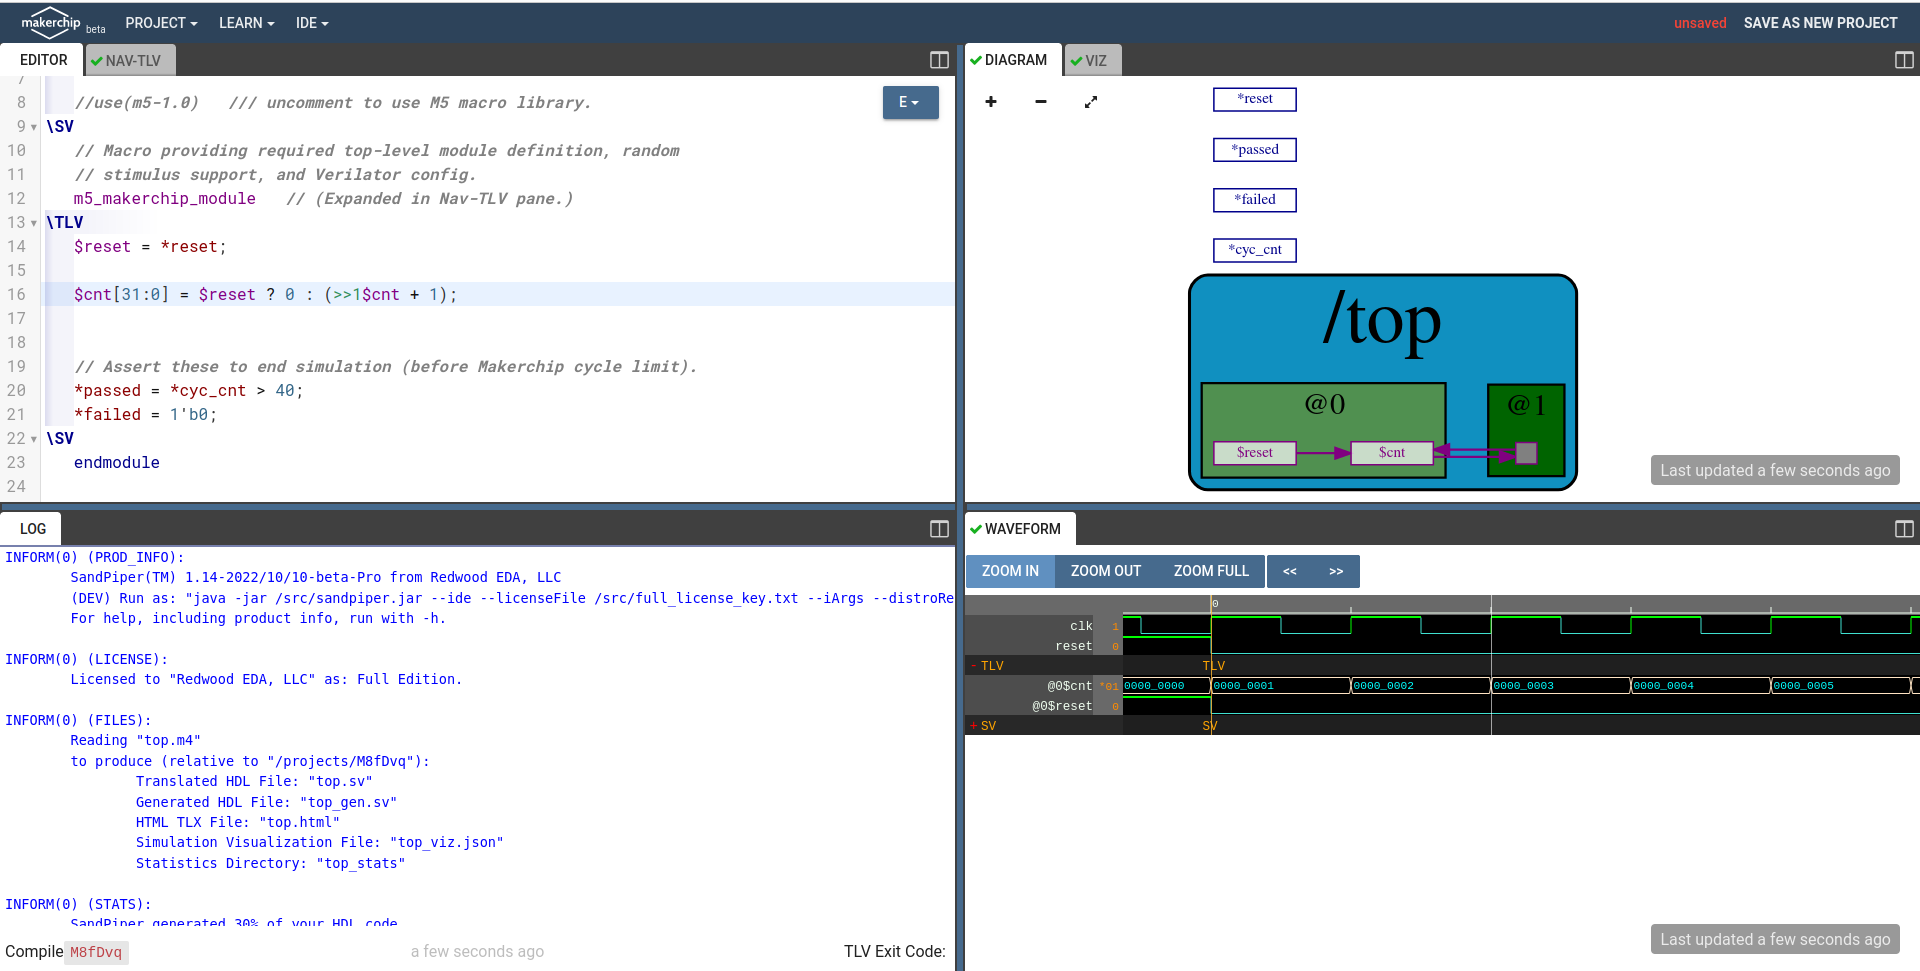 makerchip beta PROJECT LEARN IDE unsaved SAVE AS NEW PROJECT
EDITOR NAV-TLV
7
8 //use(m5-1.0) /// uncomment to use M5 macro library.
E
9 \SV
10 // Macro providing required top-level module definition, random
11 // stimulus support, and Verilator config.
12 m5_makerchip_module // (Expanded in Nav-TLV pane.)
13 \TLV
14 $reset = *reset;
15
16 $cnt[31:0] = $reset ? 0 : (>>1$cnt + 1);
17
18
19 // Assert these to end simulation (before Makerchip cycle limit).
20 *passed = *cyc_cnt > 40;
21 *failed = 1'b0;
22 \SV
23 endmodule
24
DIAGRAM VIZ
*reset
*passed
*failed
*cyc_cnt
/top
@0 @1
$reset $cnt
Last updated a few seconds ago
LOG
INFORM(0) (PROD_INFO):
SandPiper(TM) 1.14-2022/10/10-beta-Pro from Redwood EDA, LLC
(DEV) Run as: "java -jar /src/sandpiper.jar --ide --licenseFile /src/full_license_key.txt --iArgs --distroRe
For help, including product info, run with -h.
INFORM(0) (LICENSE):
Licensed to "Redwood EDA, LLC" as: Full Edition.
INFORM(0) (FILES):
Reading "top.m4"
to produce (relative to "/projects/M8fDvq"):
Translated HDL File: "top.sv"
Generated HDL File: "top_gen.sv"
HTML TLX File: "top.html"
Simulation Visualization File: "top_viz.json"
Statistics Directory: "top_stats"
INFORM(0) (STATS):
SandPiper generated 30% of your HDL code
Compile M8fDvq a few seconds ago TLV Exit Code:
WAVEFORM
ZOOM IN ZOOM OUT ZOOM FULL << >>
0
clk 1
reset 0
- TLV TLV
@0$cnt *01 0000_0000 0000_0001 0000_0002 0000_0003 0000_0004 0000_0005
@0$reset 0
+ SV SV
Last updated a few seconds ago